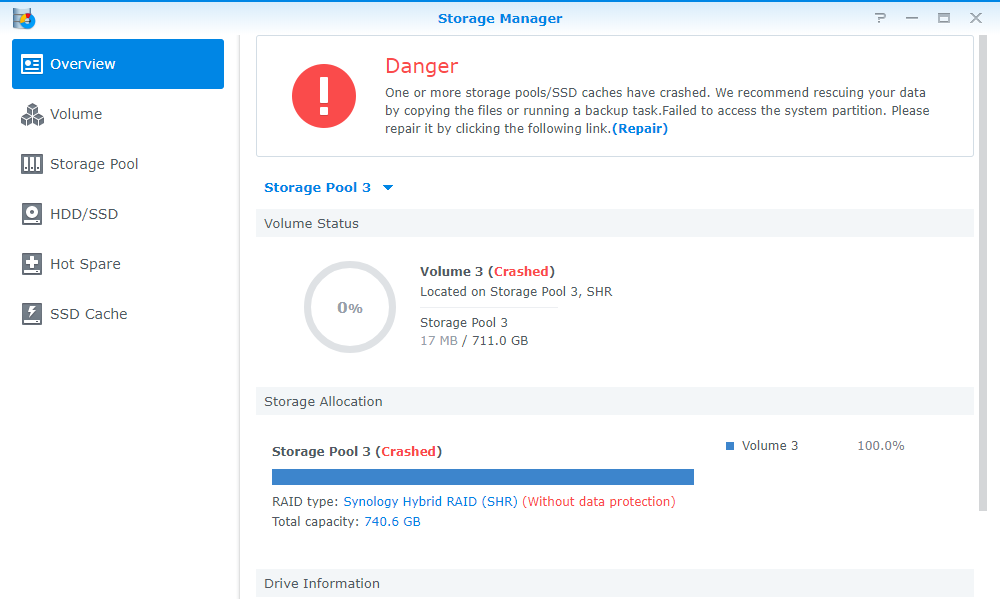 Storage Manager
Overview
Volume
Storage Pool
HDD/SSD
Hot Spare
SSD Cache
Danger
One or more storage pools/SSD caches have crashed. We recommend rescuing your data
by copying the files or running a backup task.Failed to access the system partition. Please
repair it by clicking the following link.(Repair)
Storage Pool 3
Volume Status
0%
Volume 3 (Crashed)
Located on Storage Pool 3, SHR
Storage Pool 3
17 MB / 711.0 GB
Storage Allocation
Storage Pool 3 (Crashed)
Volume 3 100.0%
RAID type: Synology Hybrid RAID (SHR) (Without data protection)
Total capacity: 740.6 GB
Drive Information